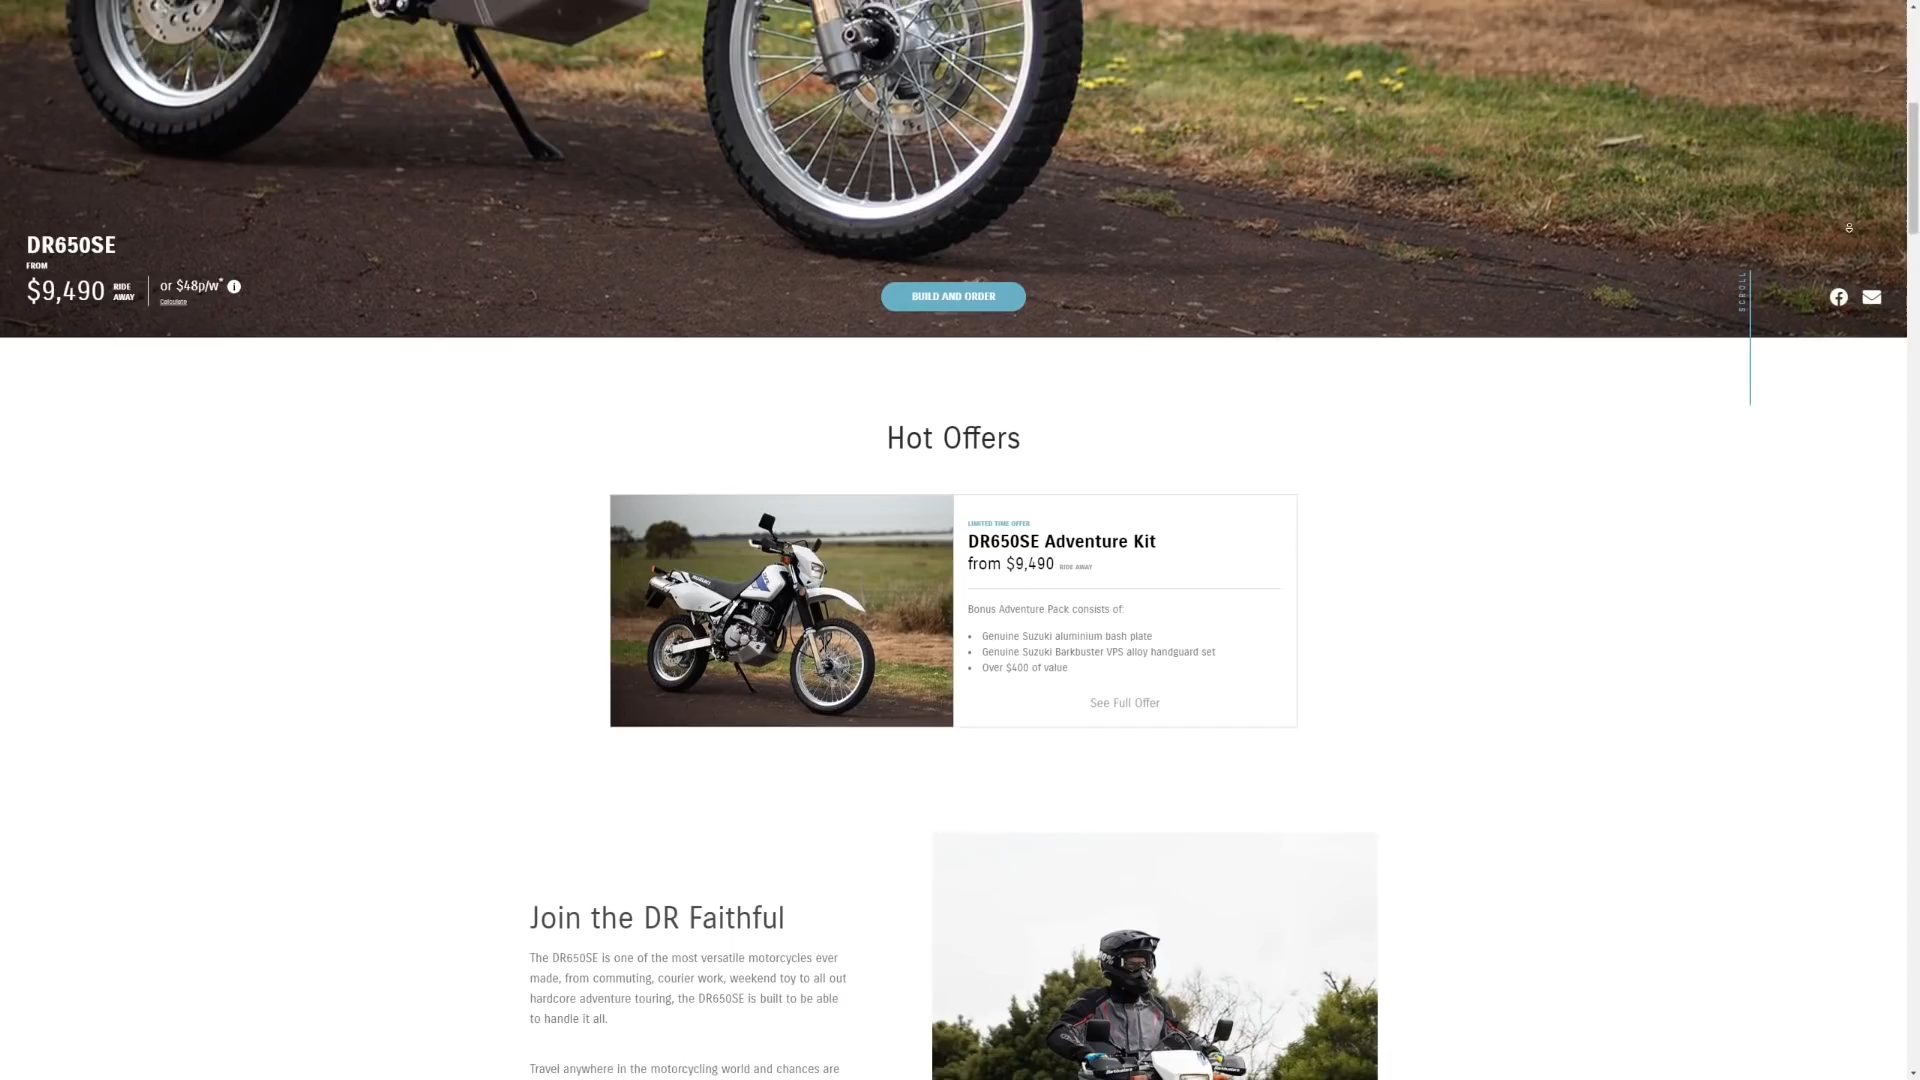 DR650SE
FROM
$9,490 RIDE AWAY
or $48p/w*
Calculate
BUILD AND ORDER
SCROLL
Hot Offers
SUZUKI
LIMITED TIME OFFER
DR650SE Adventure Kit
from $9,490 RIDE AWAY
Bonus Adventure Pack consists of:
• Genuine Suzuki aluminium bash plate
• Genuine Suzuki Barkbuster VPS alloy handguard set
• Over $400 of value
See Full Offer
Join the DR Faithful
The DR650SE is one of the most versatile motorcycles ever
made, from commuting, courier work, weekend toy to all out
hardcore adventure touring, the DR650SE is built to be able
to handle it all.
Travel anywhere in the motorcycling world and chances are